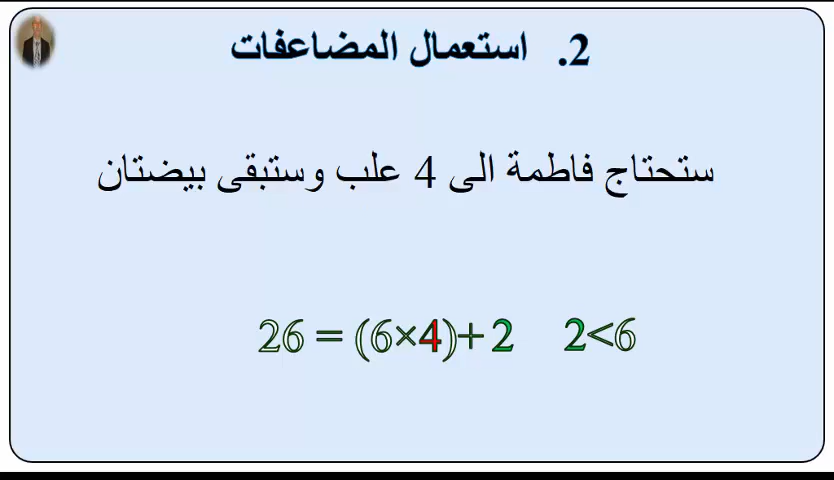 2. استعمال المضاعفات
ستحتاج فاطمة الى 4 علب وستبقى بيضتان
26 = (6×4)+2 2<6